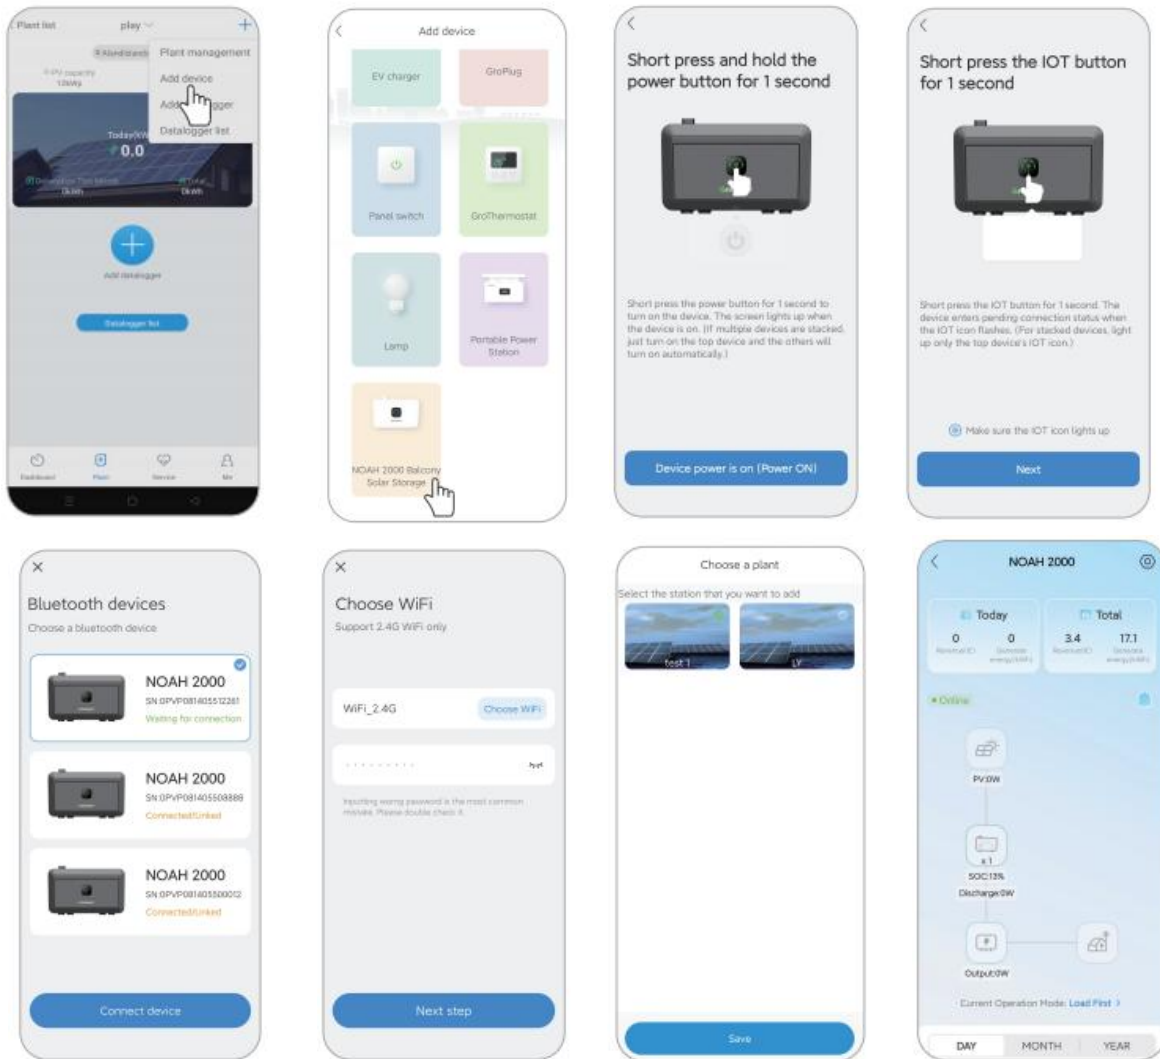 Plant list
play
Plant management
Add device
Datalogger list
Today
0.0
Add datalogger
Datalogger list
Dashboard
Plant
Service
Me
Add device
EV charger
GroPlug
Panel switch
GroThermostat
Lamp
Portable Power
Station
NOAH 2000 Balcony
Solar Storage
Short press and hold the
power button for 1 second
Short press the power button for 1 second to
turn on the device. The screen lights up when
the device is on. (If multiple devices are stacked,
just turn on the top device and the others will
turn on automatically.)
Device power is on (Power ON)
Short press the IOT button
for 1 second
Short press the IOT button for 1 second. The
device enters pending connection status when
the IOT icon flashes. (For stacked devices, light
up only the top device's IOT icon.)
Make sure the IOT icon lights up
Next
Bluetooth devices
Choose a bluetooth device
NOAH 2000
SN:0PVP081405512261
Waiting for connection
NOAH 2000
SN:0PVP081405508888
Connected/Linked
NOAH 2000
SN:0PVP081405500012
Connected/Linked
Connect device
Choose WiFi
Support 2.4G WiFi only
WiFi_2.4G
Choose WiFi
Inputting wrong password is the most common
mistake. Please double check it.
Next step
Choose a plant
Select the station that you want to add
test 1
LY
Save
NOAH 2000
Today
Total
0
0
3.4
17.1
Online
PV:0W
x 1
SOC:13%
Discharge:0W
Output:0W
Current Operation Mode: Load First >
DAY
MONTH
YEAR